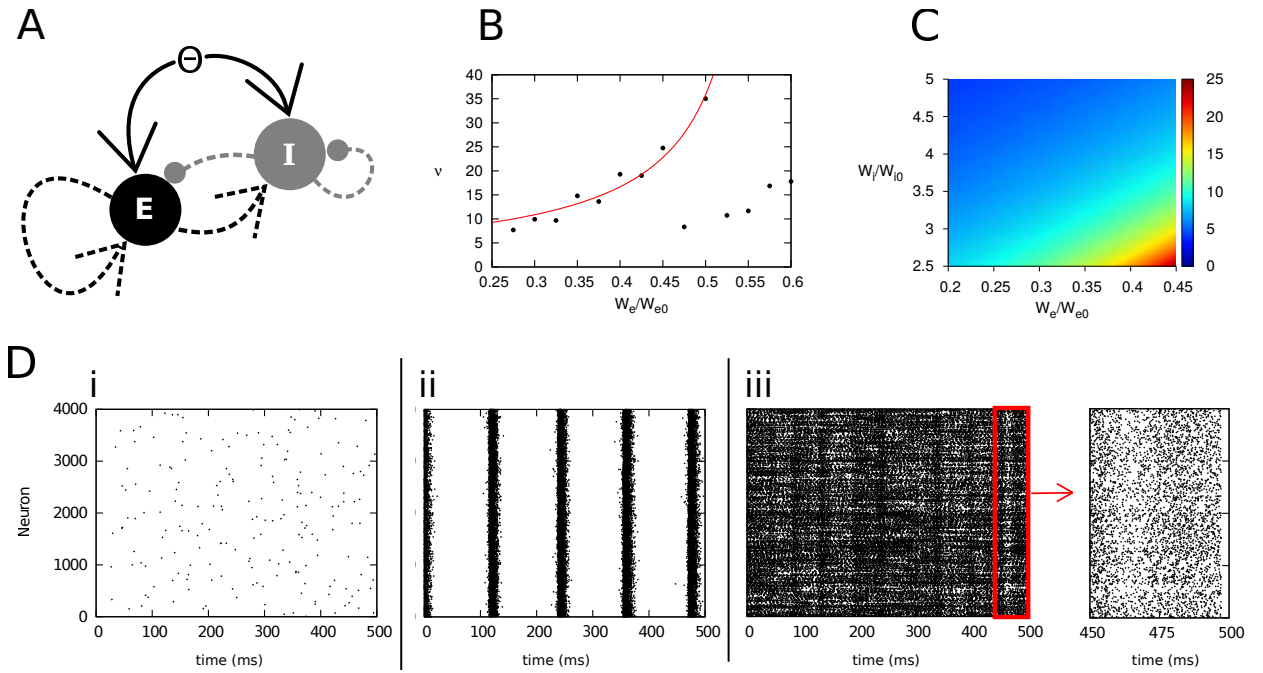 A
Θ
E
I
B
40
35
30
25
20
15
10
5
0
ν
0.25 0.3 0.35 0.4 0.45 0.5 0.55 0.6
We/We0
C
5
4.5
4
3.5
3
2.5
Wi/Wi0
0.2 0.25 0.3 0.35 0.4 0.45
We/We0
25
20
15
10
5
0
D
i
4000
3000
2000
1000
0
Neuron
0 100 200 300 400 500
time (ms)
ii
0 100 200 300 400 500
time (ms)
iii
0 100 200 300 400 500
time (ms)
450 475 500
time (ms)